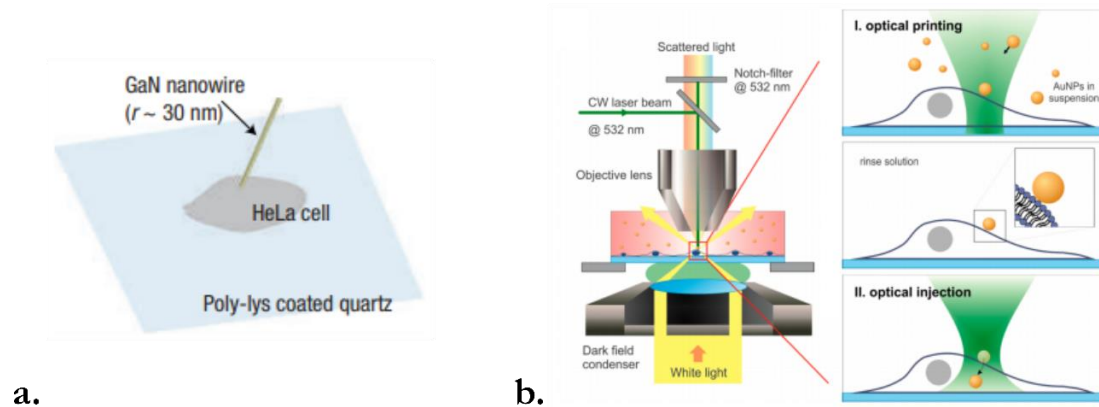 GaN nanowire
(r ~ 30 nm)
HeLa cell
Poly-lys coated quartz
a.
Scattered light
Notch-filter
@ 532 nm
CW laser beam
@ 532 nm
Objective lens
Dark field
condenser
White light
b.
I. optical printing
AuNPs in
suspension
rinse solution
II. optical injection